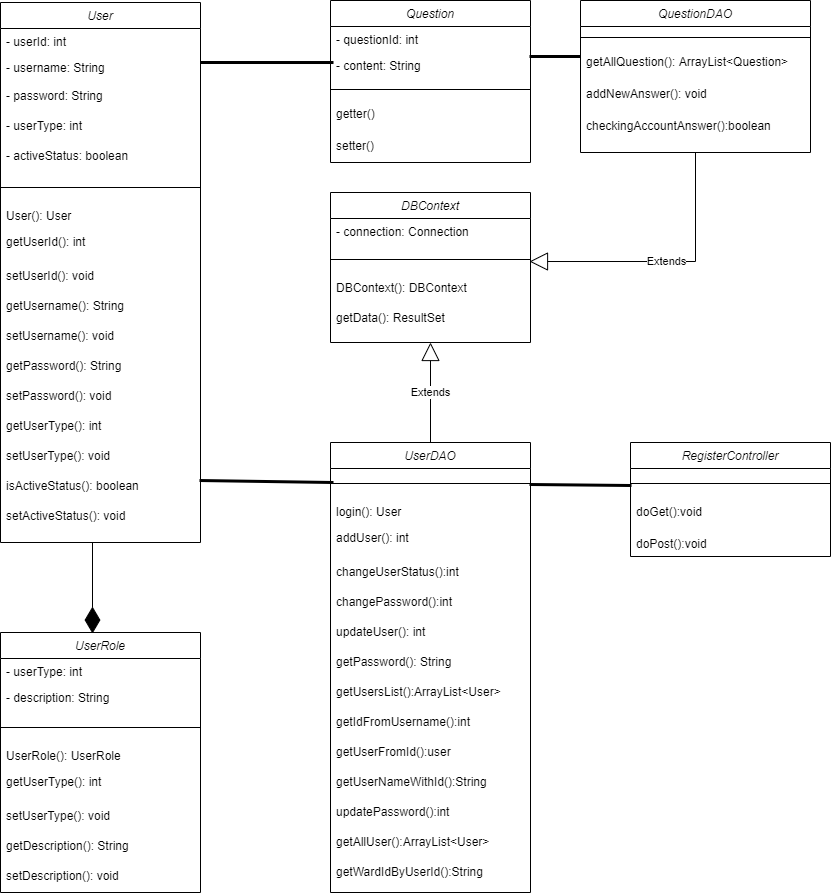 User
- userId: int
- username: String
- password: String
- userType: int
- activeStatus: boolean
User(): User
getUserId(): int
setUserId(): void
getUsername(): String
setUsername(): void
getPassword(): String
setPassword(): void
getUserType(): int
setUserType(): void
isActiveStatus(): boolean
setActiveStatus(): void
Question
- questionId: int
- content: String
getter()
setter()
QuestionDAO
getAllQuestion(): ArrayList<Question>
addNewAnswer(): void
checkingAccountAnswer():boolean
DBContext
- connection: Connection
DBContext(): DBContext
getData(): ResultSet
Extends
Extends
UserDAO
login(): User
addUser(): int
changeUserStatus():int
changePassword():int
updateUser(): int
getPassword(): String
getUsersList():ArrayList<User>
getIdFromUsername():int
getUserFromId():user
getUserNameWithId():String
updatePassword():int
getAllUser():ArrayList<User>
getWardIdByUserId():String
RegisterController
doGet():void
doPost():void
UserRole
- userType: int
- description: String
UserRole(): UserRole
getUserType(): int
setUserType(): void
getDescription(): String
setDescription(): void